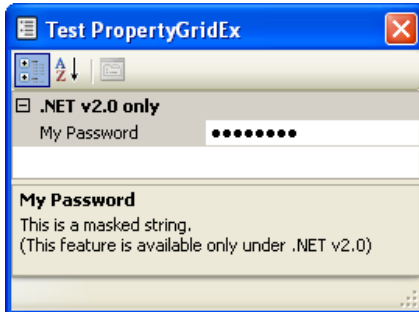 Test PropertyGridEx
.NET v2.0 only
My Password ●●●●●●●●
My Password
This is a masked string.
(This feature is available only under .NET v2.0)